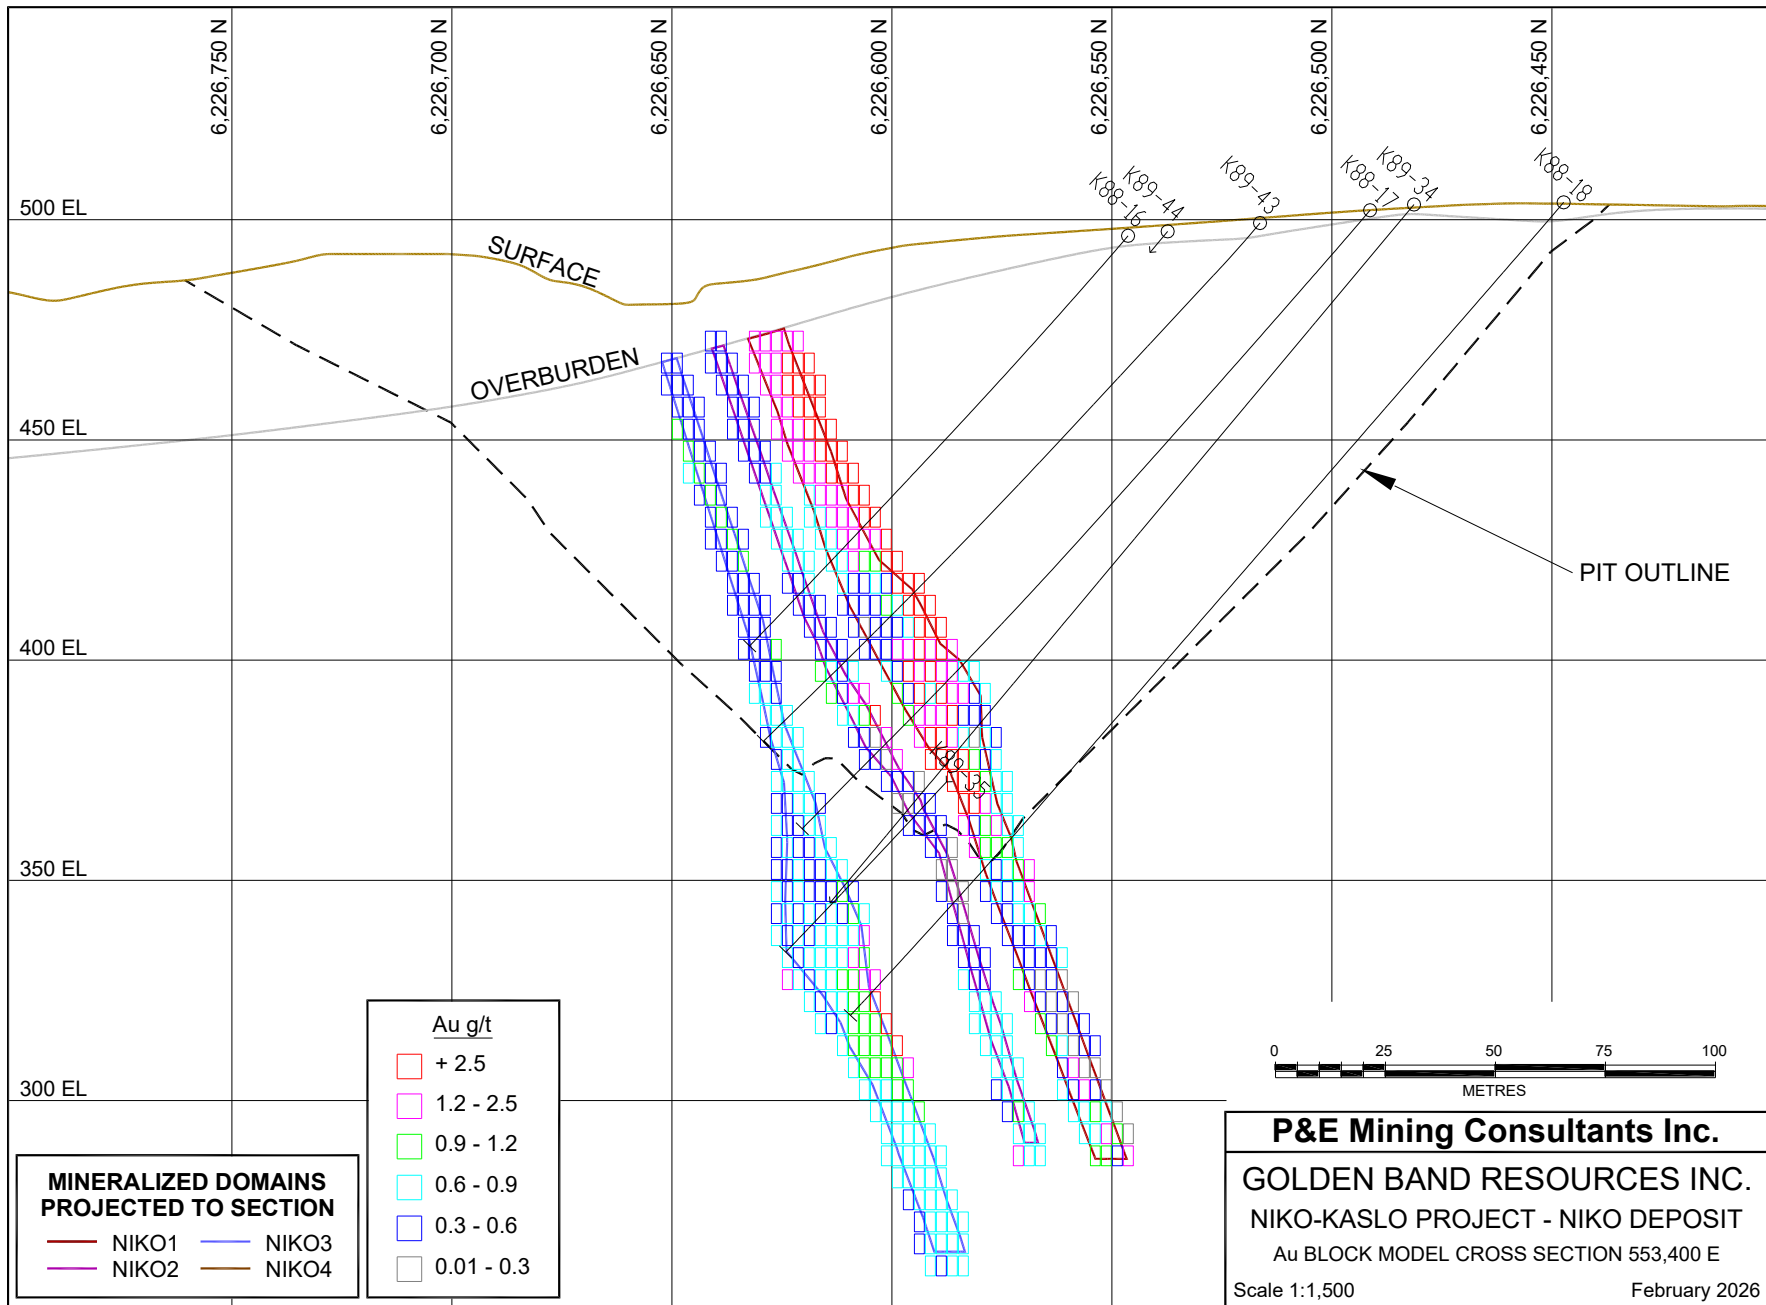 6,226,750 N
6,226,700 N
6,226,650 N
6,226,600 N
6,226,550 N
6,226,500 N
6,226,450 N
K88-16
K89-44
K89-43
K88-17
K89-34
K88-18
500 EL
SURFACE
OVERBURDEN
450 EL
PIT OUTLINE
400 EL
K89-35
350 EL
300 EL
Au g/t
+ 2.5
1.2 - 2.5
0.9 - 1.2
0.6 - 0.9
0.3 - 0.6
0.01 - 0.3
MINERALIZED DOMAINS
PROJECTED TO SECTION
NIKO1 NIKO3
NIKO2 NIKO4
0 25 50 75 100
METRES
P&E Mining Consultants Inc.
GOLDEN BAND RESOURCES INC.
NIKO-KASLO PROJECT - NIKO DEPOSIT
Au BLOCK MODEL CROSS SECTION 553,400 E
Scale 1:1,500 February 2026